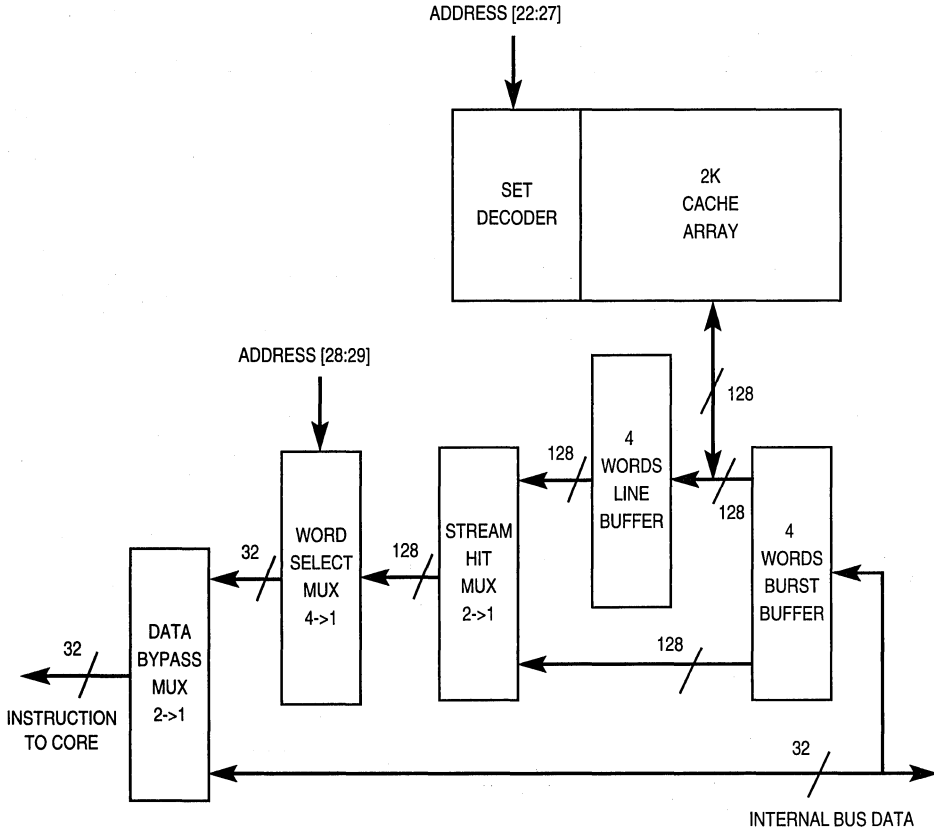 ADDRESS [22:27]
SET
DECODER
2K
CACHE
ARRAY
ADDRESS [28:29]
128
4
WORDS
LINE
BUFFER
128
128
4
WORDS
BURST
BUFFER
STREAM
HIT
MUX
2->1
128
WORD
SELECT
MUX
4->1
32
DATA
BYPASS
MUX
2->1
128
32
INSTRUCTION
TO CORE
32
INTERNAL BUS DATA